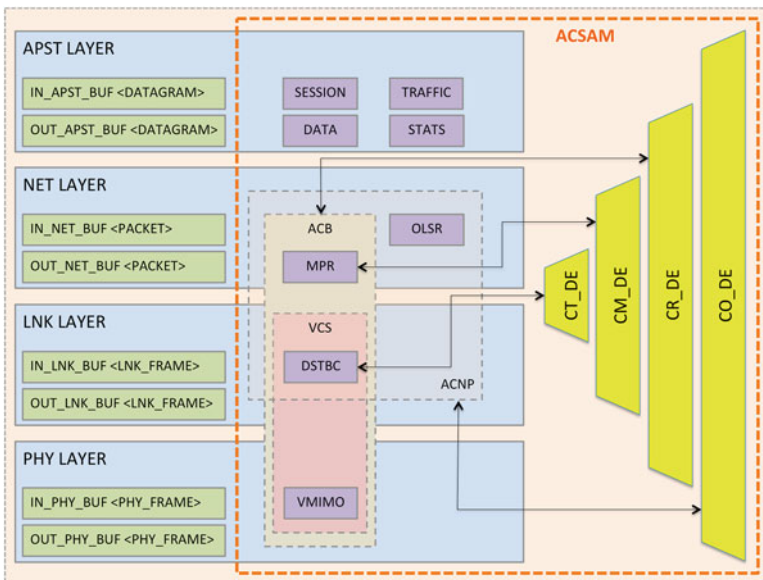 ACSAM
APST LAYER
IN_APST_BUF <DATAGRAM>
OUT_APST_BUF <DATAGRAM>
SESSION
TRAFFIC
DATA
STATS
NET LAYER
IN_NET_BUF <PACKET>
OUT_NET_BUF <PACKET>
ACB
OLSR
MPR
LNK LAYER
IN_LNK_BUF <LNK_FRAME>
OUT_LNK_BUF <LNK_FRAME>
VCS
DSTBC
ACNP
PHY LAYER
IN_PHY_BUF <PHY_FRAME>
OUT_PHY_BUF <PHY_FRAME>
VMIMO
CT_DE
CM_DE
CR_DE
CO_DE